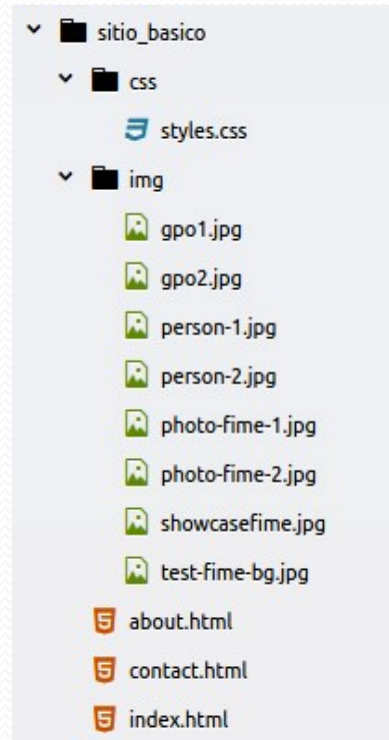 sitio_basico
css
styles.css
img
gpo1.jpg
gpo2.jpg
person-1.jpg
person-2.jpg
photo-fime-1.jpg
photo-fime-2.jpg
showcasefime.jpg
test-fime-bg.jpg
about.html
contact.html
index.html